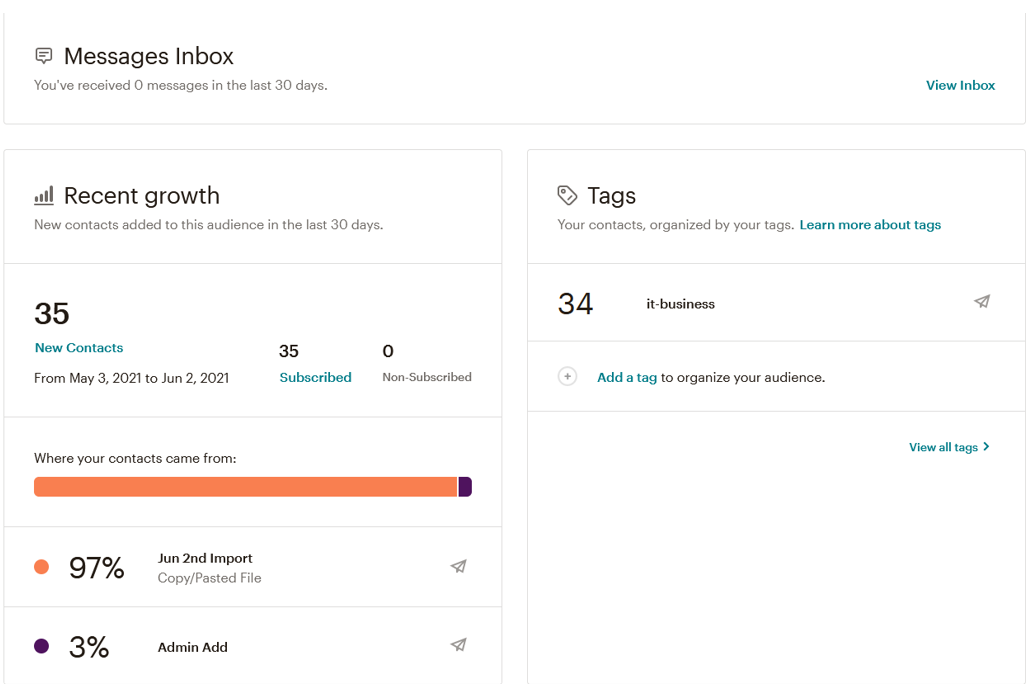 Messages Inbox
You've received 0 messages in the last 30 days.
View Inbox
Recent growth
New contacts added to this audience in the last 30 days.
35
New Contacts
From May 3, 2021 to Jun 2, 2021
35
Subscribed
0
Non-Subscribed
Where your contacts came from:
97%
Jun 2nd Import
Copy/Pasted File
3%
Admin Add
Tags
Your contacts, organized by your tags. Learn more about tags
34
it-business
Add a tag to organize your audience.
View all tags